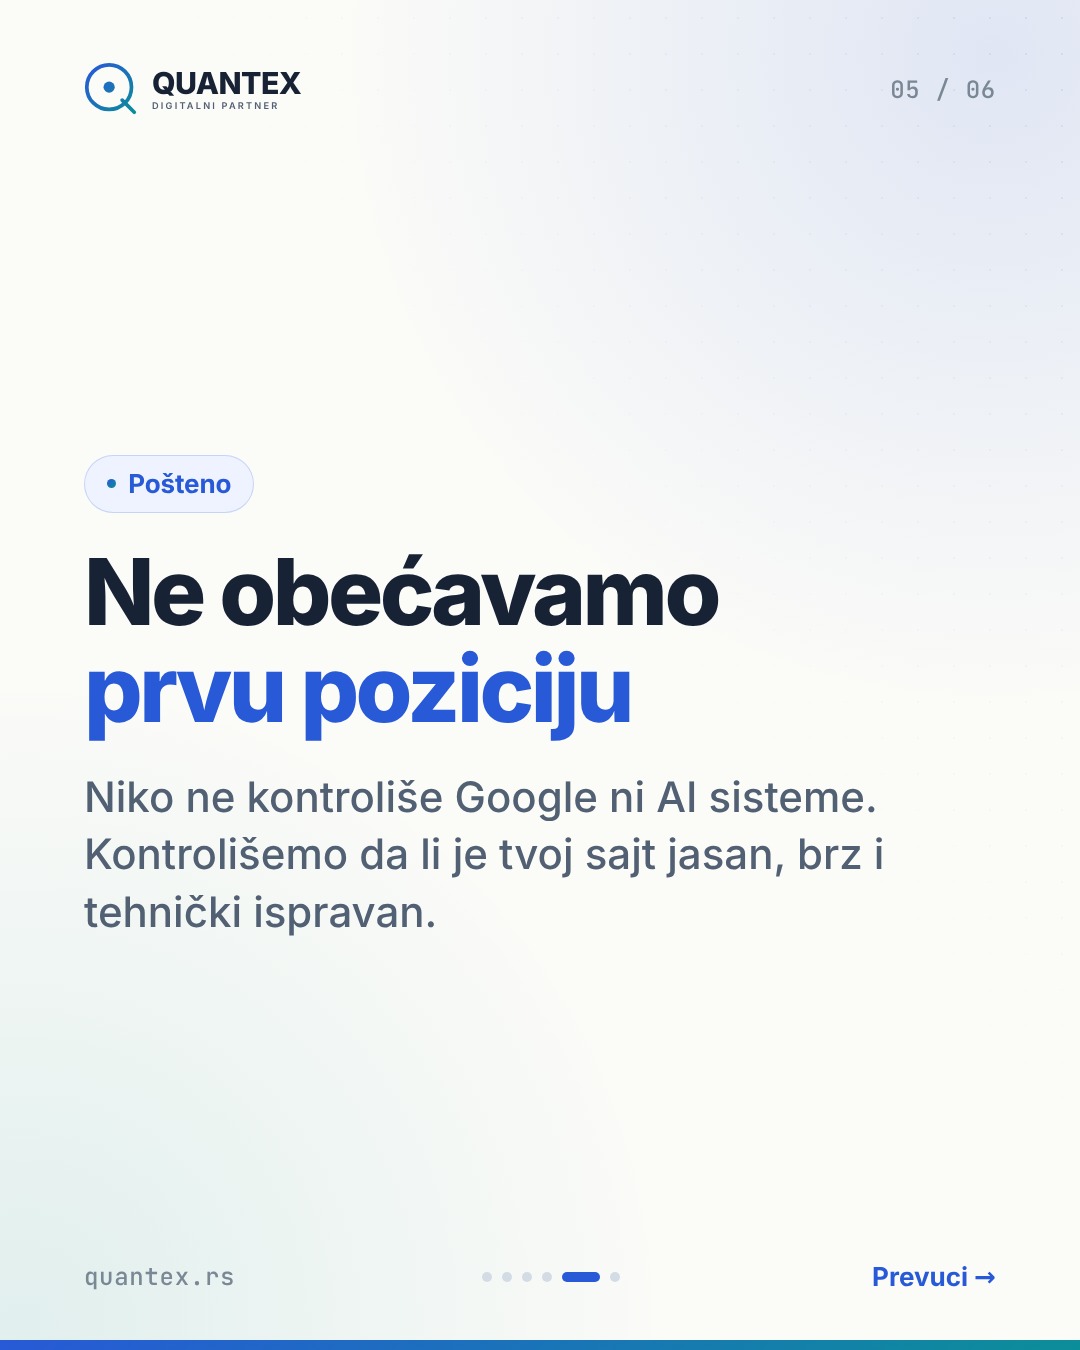 QUANTEX
DIGITALNI PARTNER
05 / 06
Pošteno
Ne obećavamo
prvu poziciju
Niko ne kontroliše Google ni AI sisteme.
Kontrolišemo da li je tvoj sajt jasan, brz i
tehnički ispravan.
quantex.rs
Prevuci →